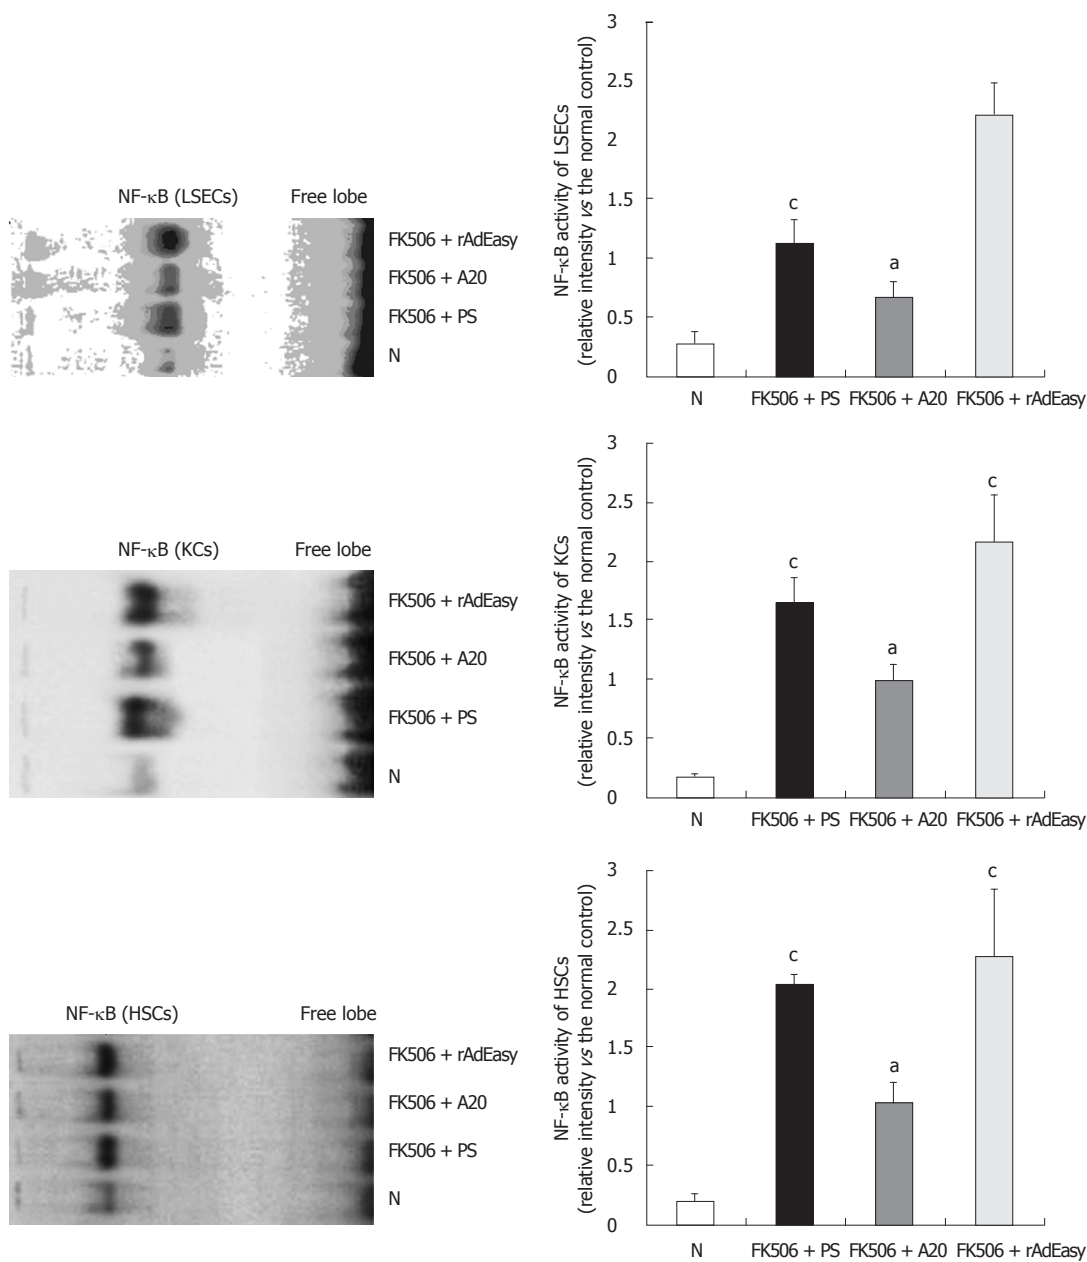 NF-κB (LSECs) Free lobe
FK506 + rAdEasy
FK506 + A20
FK506 + PS
N
NF-κB activity of LSECs
(relative intensity vs the normal control)
3
2.5
2
1.5
1
0.5
0
c
a
N FK506 + PS FK506 + A20 FK506 + rAdEasy
NF-κB (KCs) Free lobe
FK506 + rAdEasy
FK506 + A20
FK506 + PS
N
NF-κB activity of KCs
(relative intensity vs the normal control)
3
2.5
2
1.5
1
0.5
0
c
a
c
N FK506 + PS FK506 + A20 FK506 + rAdEasy
NF-κB (HSCs) Free lobe
FK506 + rAdEasy
FK506 + A20
FK506 + PS
N
NF-κB activity of HSCs
(relative intensity vs the normal control)
3
2.5
2
1.5
1
0.5
0
c
a
c
N FK506 + PS FK506 + A20 FK506 + rAdEasy